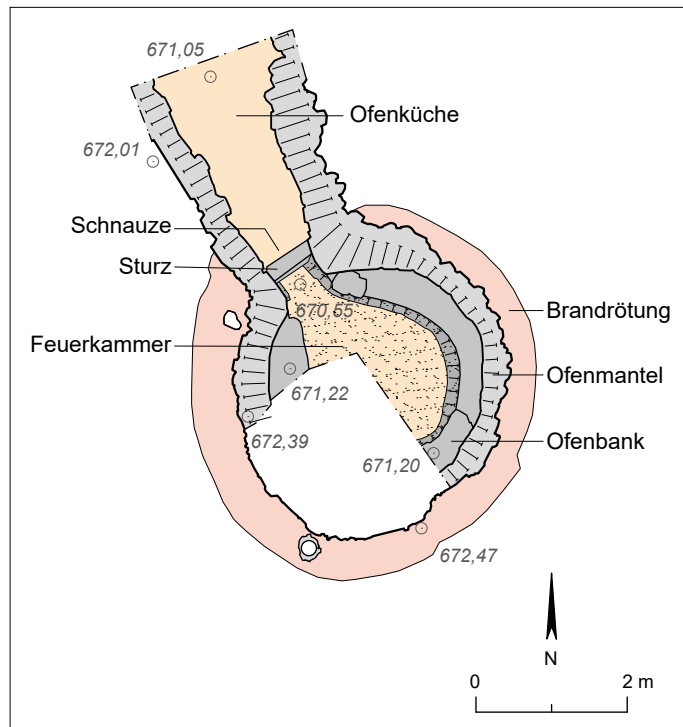 671,05
Ofenküche
672,01
Schnauze
Sturz
670,55
Brandrötung
Feuerkammer
Ofenmantel
671,22
672,39
Ofenbank
671,20
672,47
N
0 2 m